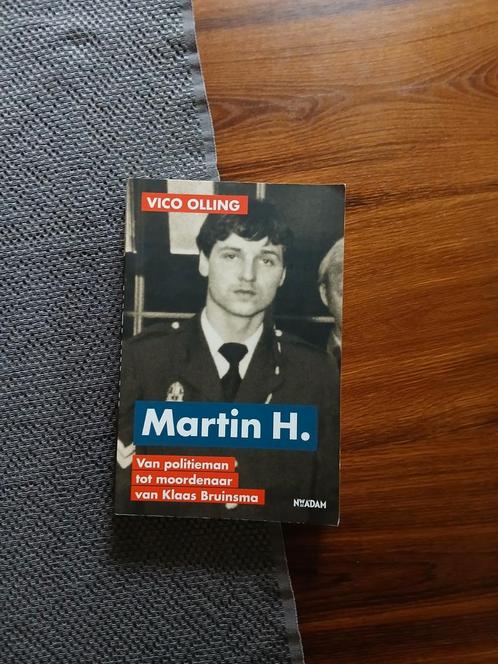 VICO OLLING
Martin H.
Van politieman
tot moordenaar
van Klaas Bruinsma
NW ADAM